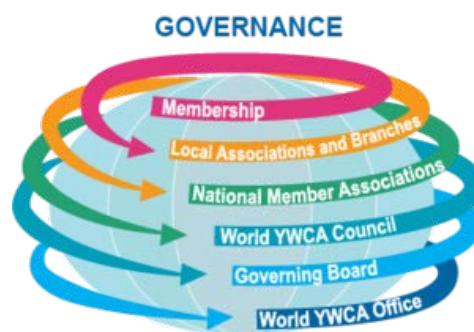 GOVERNANCE
Membership
Local Associations and Branches
National Member Associations
World YWCA Council
Governing Board
World YWCA Office